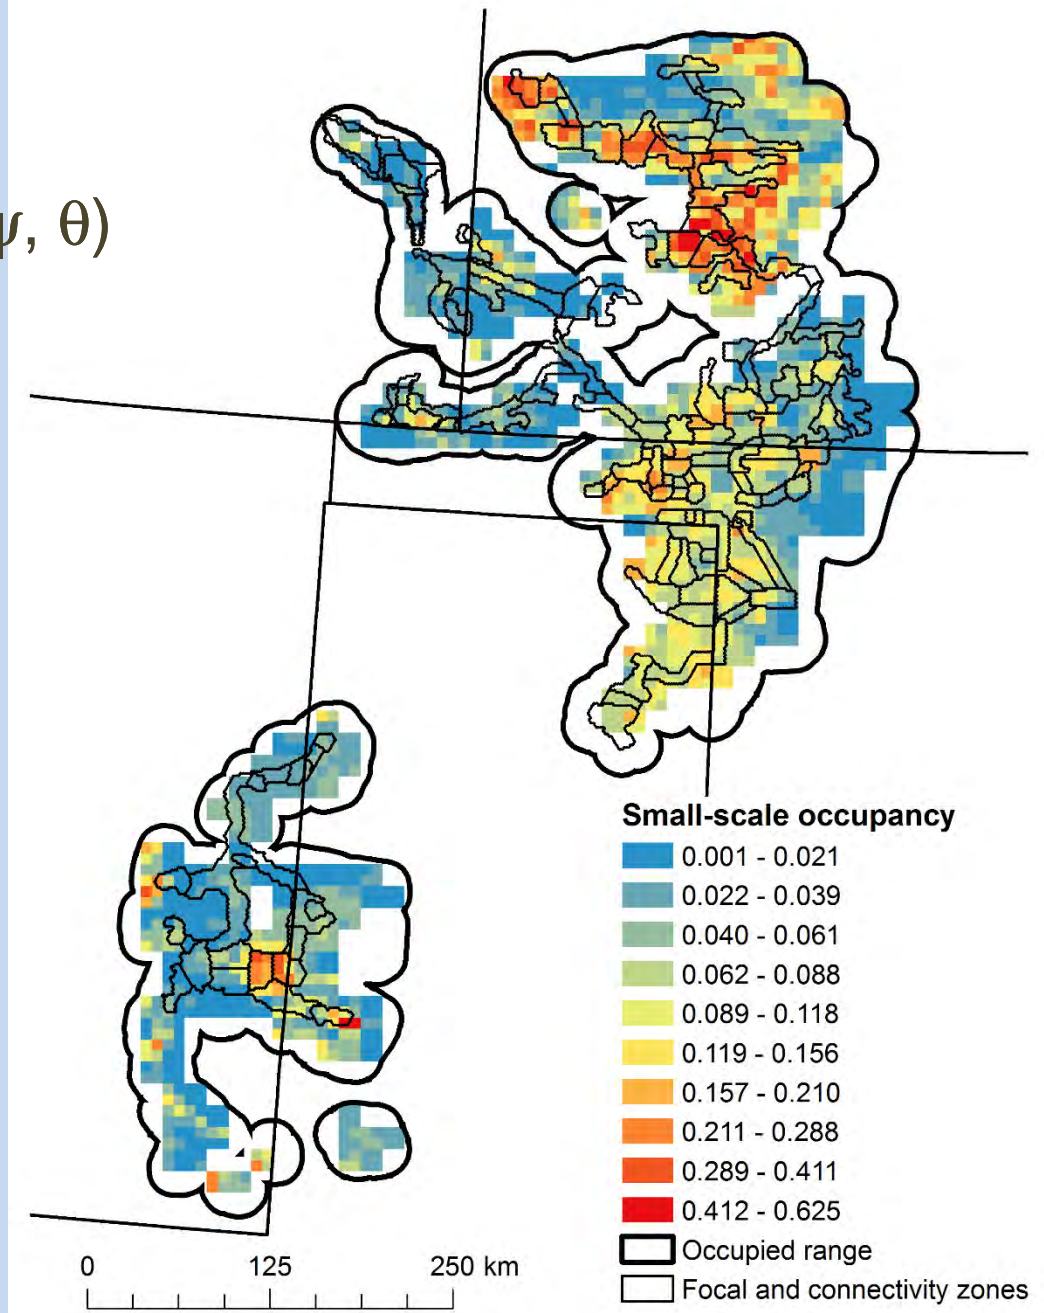 ψ, θ)
Small-scale occupancy
0.001 - 0.021
0.022 - 0.039
0.040 - 0.061
0.062 - 0.088
0.089 - 0.118
0.119 - 0.156
0.157 - 0.210
0.211 - 0.288
0.289 - 0.411
0.412 - 0.625
Occupied range
Focal and connectivity zones
0 125 250 km